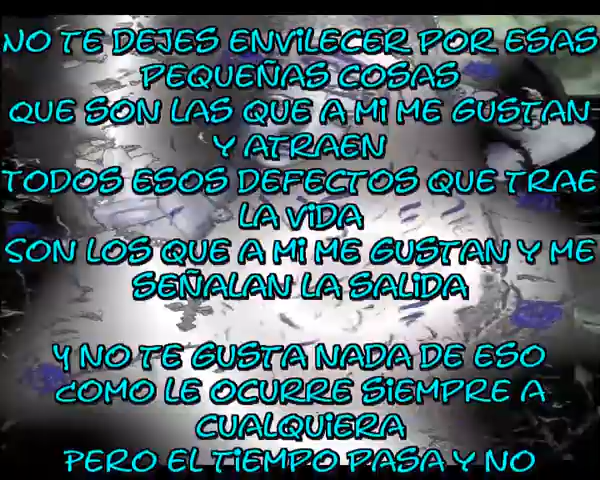 NO TE DEJES ENVILECER POR ESAS
PEQUEÑAS COSAS
QUE SON LAS QUE A MI ME GUSTAN
Y ATRAEN
TODOS ESOS DEFECTOS QUE TRAE
LA VIDA
SON LOS QUE A MI ME GUSTAN Y ME
SEÑALAN LA SALIDA
Y NO TE GUSTA NADA DE ESO
COMO LE OCURRE SIEMPRE A
CUALQUIERA
PERO EL TIEMPO PASA Y NO